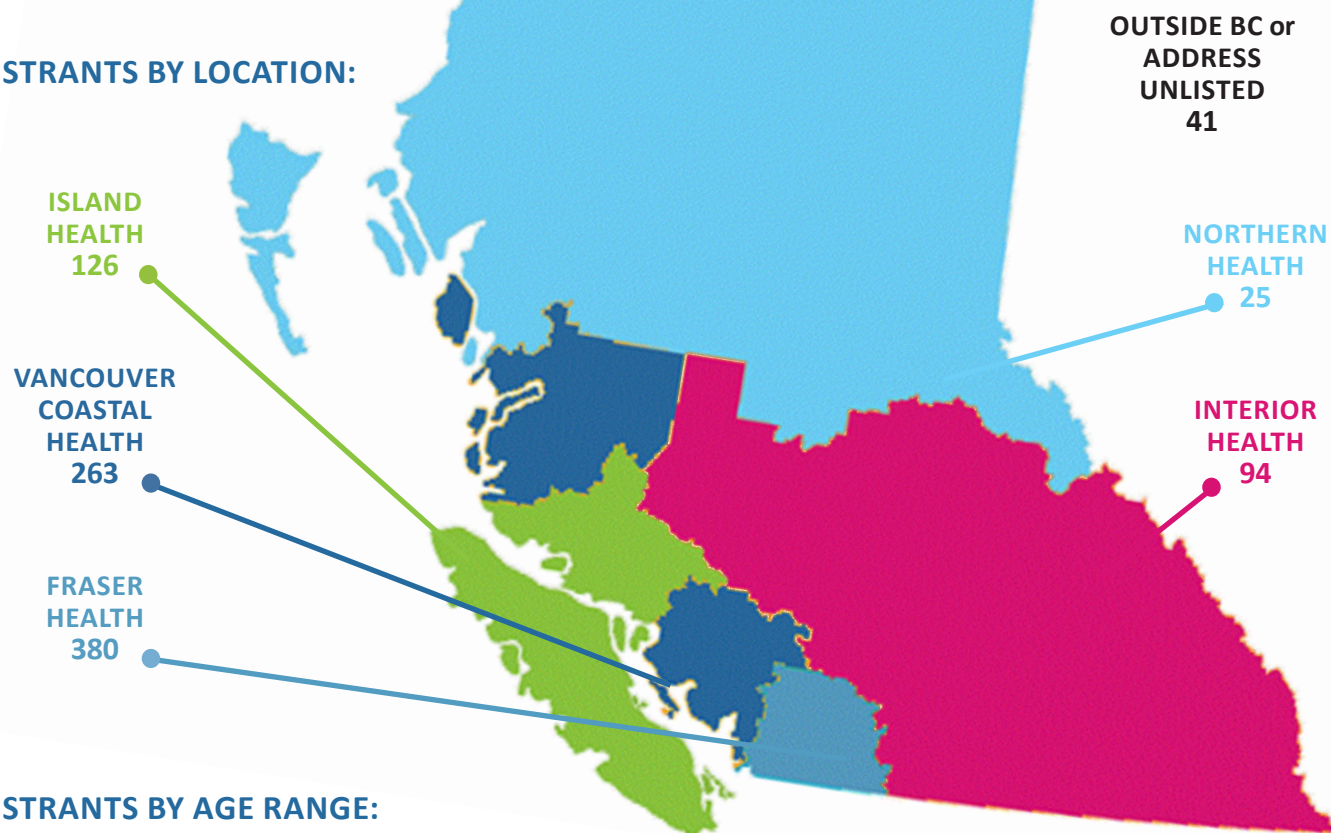 STRANTS BY LOCATION:
OUTSIDE BC or
ADDRESS
UNLISTED
41
ISLAND
HEALTH
126
NORTHERN
HEALTH
25
VANCOUVER
COASTAL
HEALTH
263
INTERIOR
HEALTH
94
FRASER
HEALTH
380
STRANTS BY AGE RANGE: